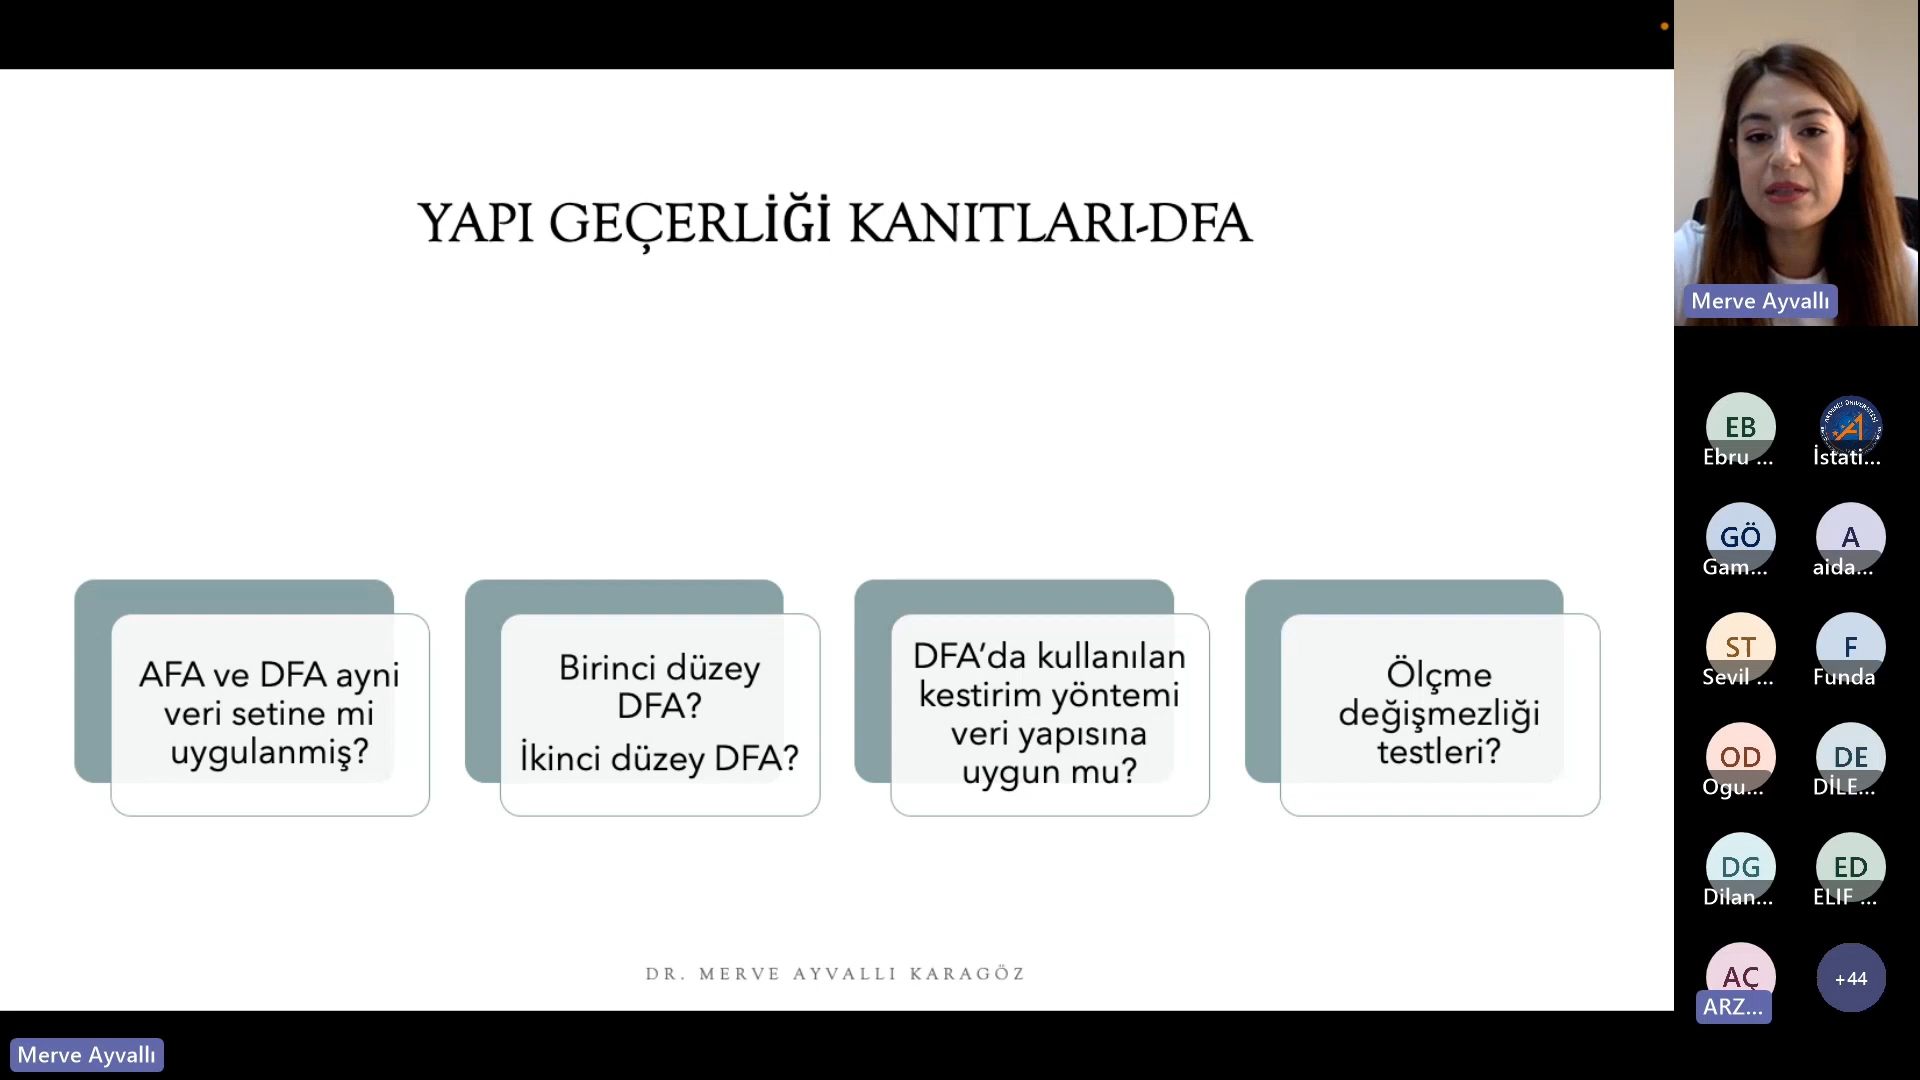 YAPI GEÇERLİĞİ KANITLARI-DFA
AFA ve DFA ayni
veri setine mi
uygulanmiş?
Birinci düzey
DFA?
İkinci düzey DFA?
DFA’da kullanılan
kestirim yöntemi
veri yapısına
uygun mu?
Ölçme
değişmezliği
testleri?
DR. MERVE AYVALLI KARAGÖZ
Merve Ayvallı
Merve Ayvallı
EB
Ebru ...
İstati...
GÖ
Gam...
A
aida...
ST
Sevil ...
F
Funda
OD
Ogu...
DE
DİLE...
DG
Dilan...
ED
ELIF ...
AÇ
ARZ...
+44